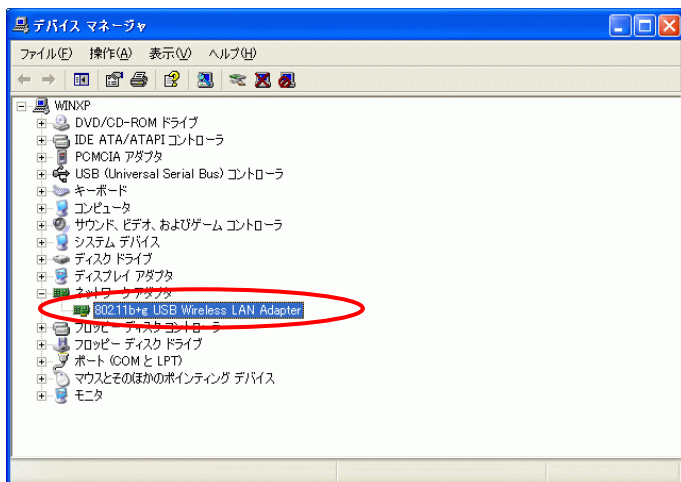 デバイス マネージャ
ファイル(F) 操作(A) 表示(V) ヘルプ(H)
WINXP
DVD/CD-ROM ドライブ
IDE ATA/ATAPI コントローラ
PCMCIA アダプタ
USB (Universal Serial Bus) コントローラ
キーボード
コンピュータ
サウンド、ビデオ、およびゲーム コントローラ
システム デバイス
ディスク ドライブ
ディスプレイ アダプタ
ネットワーク アダプタ
802.11b+g USB Wireless LAN Adapter
フロッピー ディスク コントローラ
フロッピー ディスク ドライブ
ポート (COM と LPT)
マウスとそのほかのポインティング デバイス
モニタ